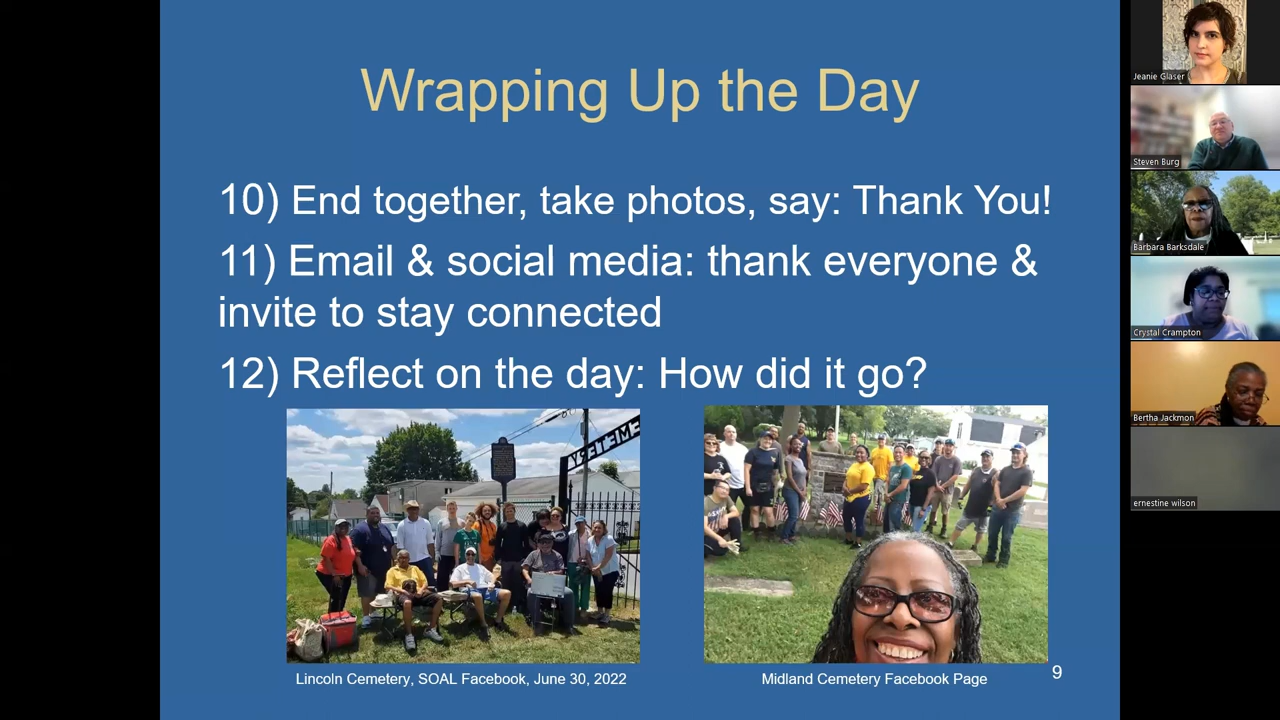 Wrapping Up the Day
10) End together, take photos, say: Thank You!
11) Email & social media: thank everyone &
invite to stay connected
12) Reflect on the day: How did it go?
CEMETERY
Lincoln Cemetery, SOAL Facebook, June 30, 2022
Midland Cemetery Facebook Page
9
Jeanie Glaser
Steven Burg
Barbara Barksdale
Crystal Crampton
Bertha Jackmon
ernestine wilson